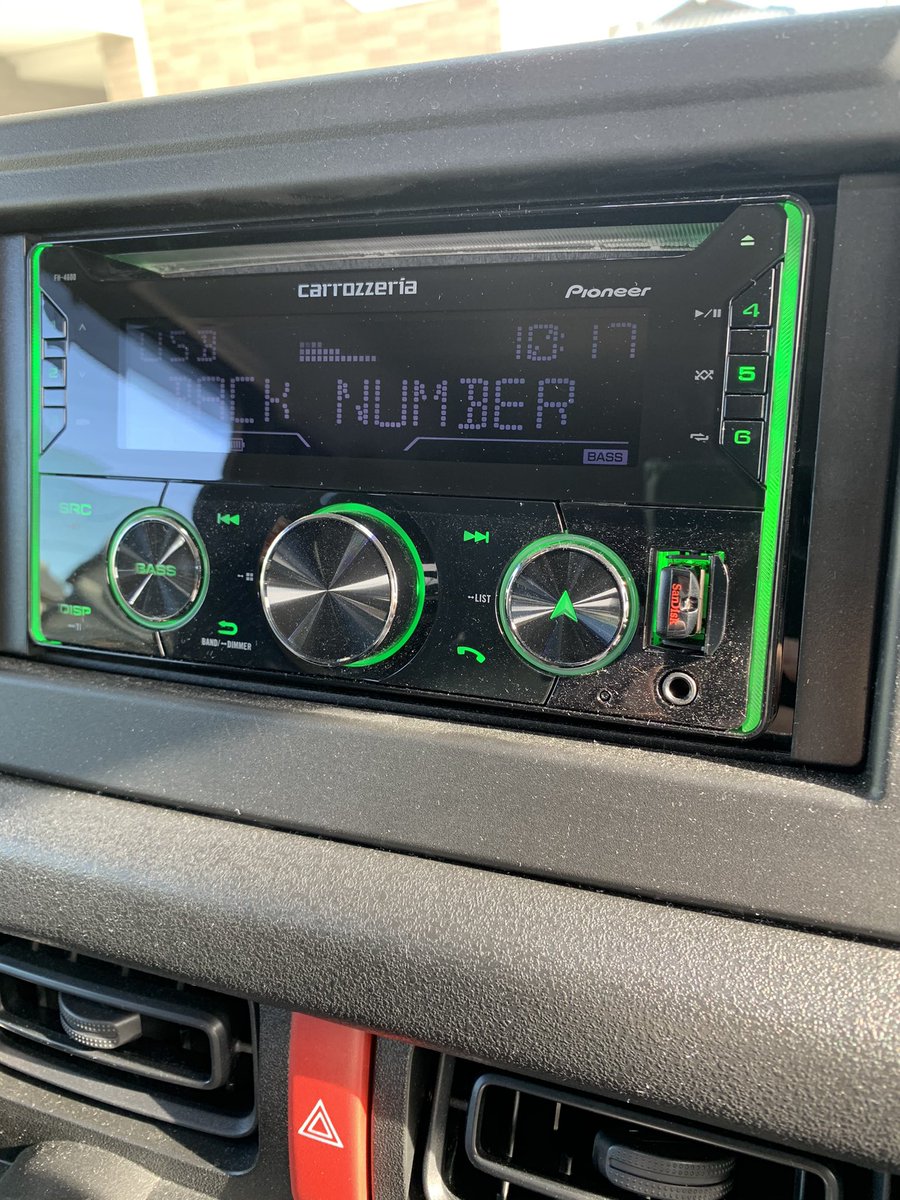 FH-4600
carrozzeria
Pioneer
USB
10:17
BACK NUMBER
BASS
4
5
6
2
SRC
BASS
DISP
BAND/ DIMMER
LIST
SanDisk